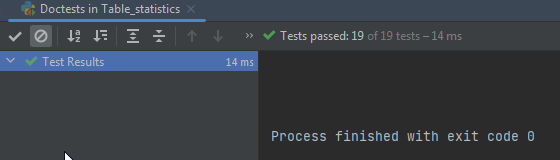 Doctests in Table_statistics
Tests passed: 19 of 19 tests – 14 ms
Test Results 14 ms
Process finished with exit code 0